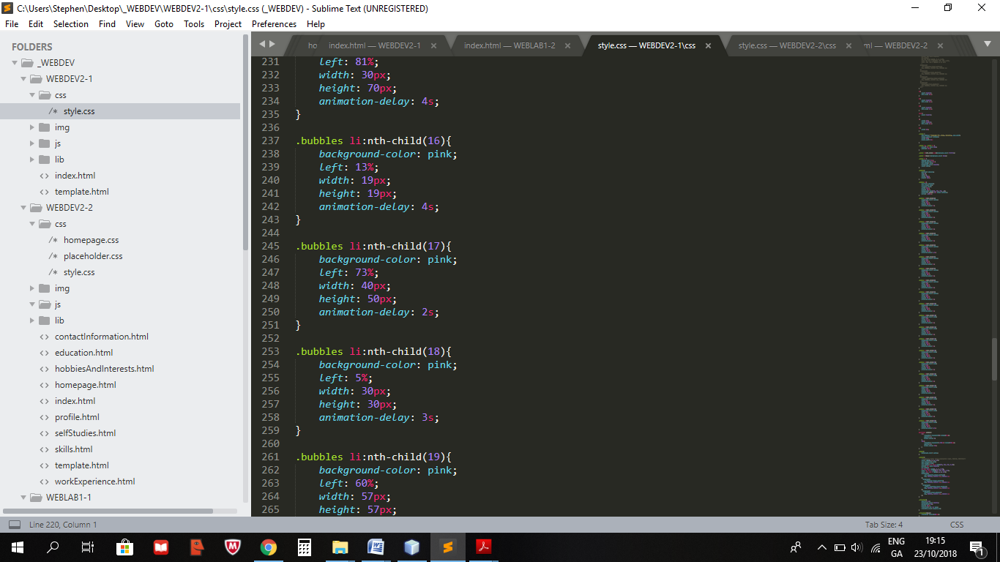 C:\Users\Stephen\Desktop\_WEBDEV\WEBDEV2-1\css\style.css (_WEBDEV) - Sublime Text (UNREGISTERED)
File Edit Selection Find View Goto Tools Project Preferences Help
FOLDERS
_WEBDEV
WEBDEV2-1
css
/* style.css
img
js
lib
<> index.html
<> template.html
WEBDEV2-2
css
/* homepage.css
/* placeholder.css
/* style.css
img
js
lib
<> contactInformation.html
<> education.html
<> hobbiesAndInterests.html
<> homepage.html
<> index.html
<> profile.html
<> selfStudies.html
<> skills.html
<> template.html
<> workExperience.html
WEBLAB1-1
ho index.html — WEBDEV2-1 × index.html — WEBLAB1-2 × style.css — WEBDEV2-1\css × style.css — WEBDEV2-2\css × ml — WEBDEV2-2 ×
231 left: 81%;
232 width: 30px;
233 height: 70px;
234 animation-delay: 4s;
235 }
236
237 .bubbles li:nth-child(16){
238 background-color: pink;
239 left: 13%;
240 width: 19px;
241 height: 19px;
242 animation-delay: 4s;
243 }
244
245 .bubbles li:nth-child(17){
246 background-color: pink;
247 left: 73%;
248 width: 40px;
249 height: 50px;
250 animation-delay: 2s;
251 }
252
253 .bubbles li:nth-child(18){
254 background-color: pink;
255 left: 5%;
256 width: 30px;
257 height: 30px;
258 animation-delay: 3s;
259 }
260
261 .bubbles li:nth-child(19){
262 background-color: pink;
263 left: 60%;
264 width: 57px;
265 height: 57px;
Line 220, Column 1 Tab Size: 4 CSS
ENG 19:15
GA 23/10/2018 1